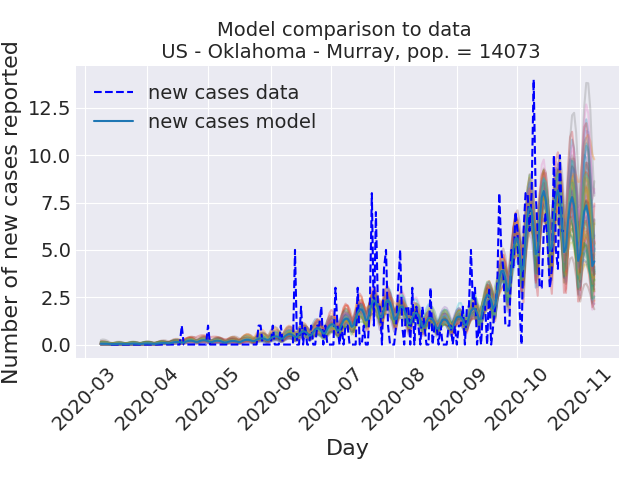 Model comparison to data
US - Oklahoma - Murray, pop. = 14073
Number of new cases reported
12.5
10.0
7.5
5.0
2.5
0.0
new cases data
new cases model
2020-03
2020-04
2020-05
2020-06
2020-07
2020-08
2020-09
2020-10
2020-11
Day